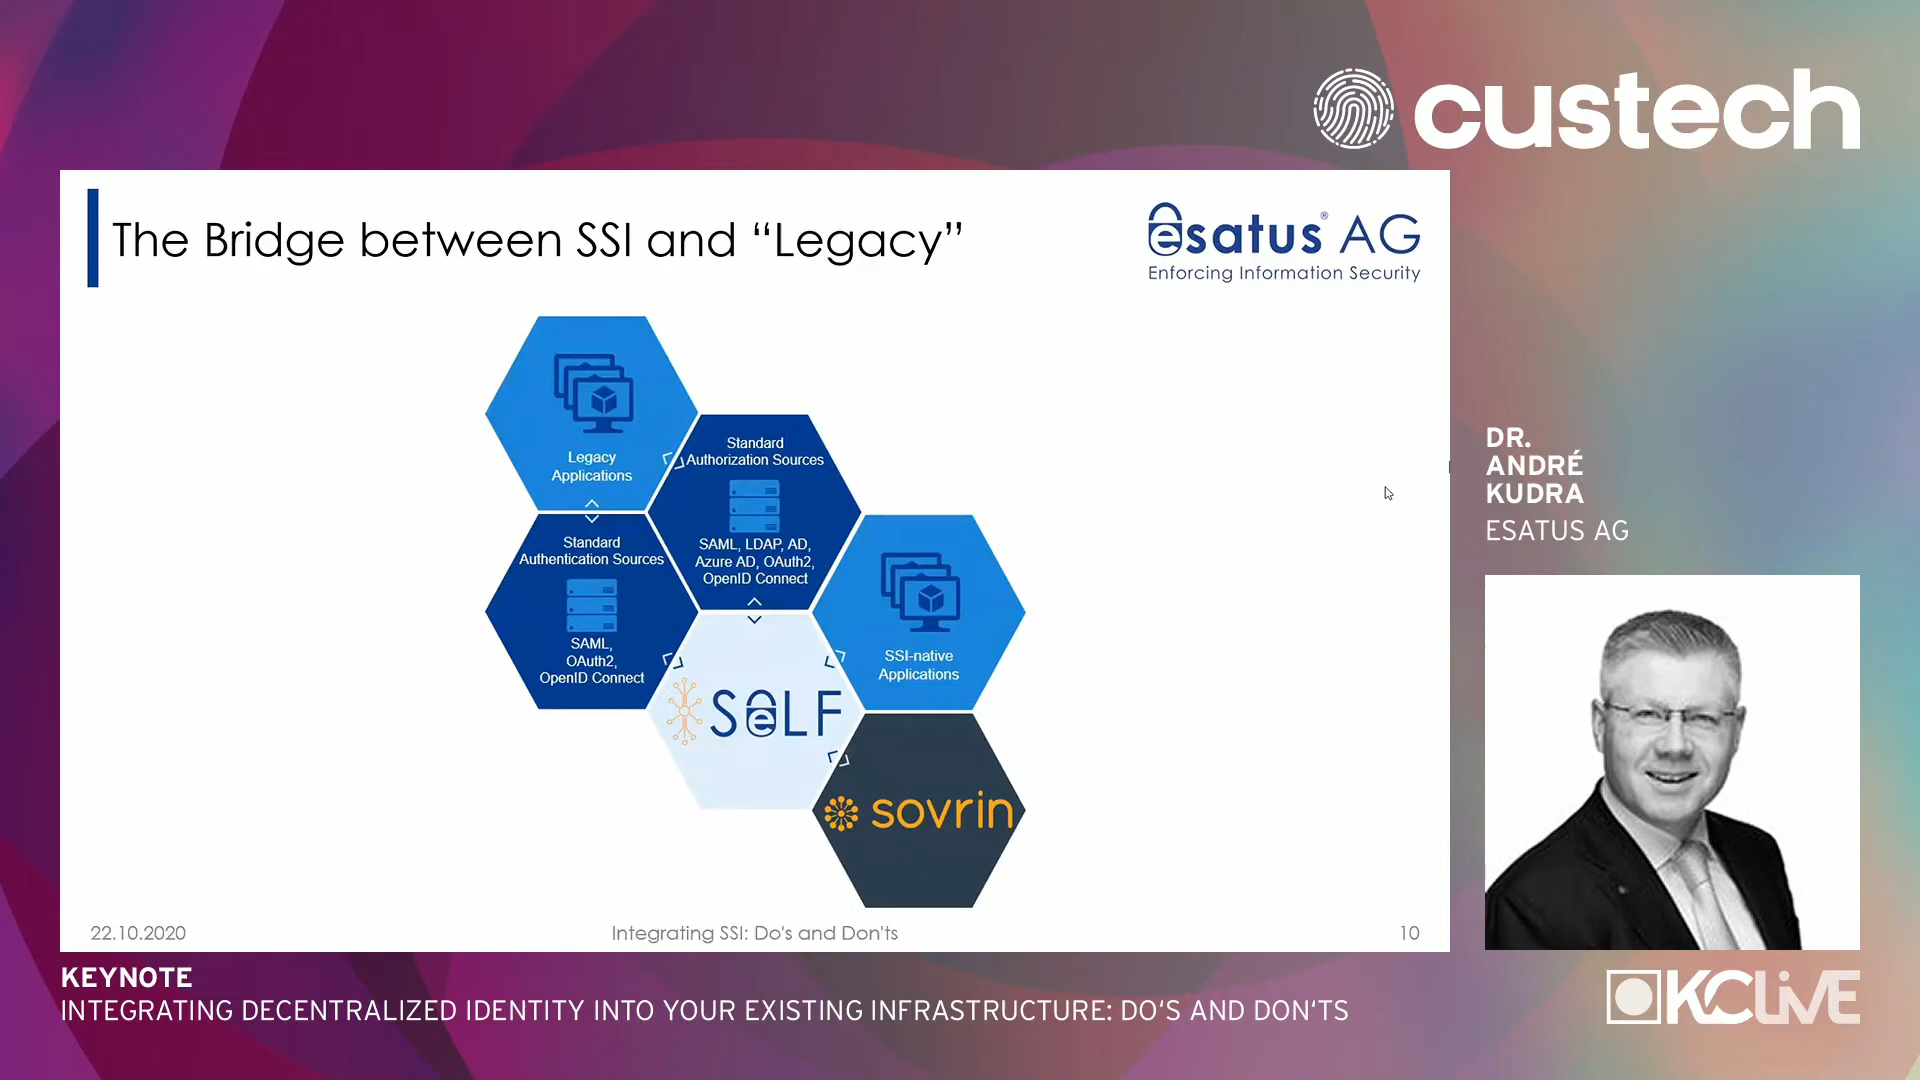 custech
The Bridge between SSI and “Legacy”
esatus® AG
Enforcing Information Security
Legacy
Applications
Standard
Authorization Sources
SAML, LDAP, AD,
Azure AD, OAuth2,
OpenID Connect
Standard
Authentication Sources
SAML,
OAuth2,
OpenID Connect
SSI-native
Applications
SeLF
sovrin
22.10.2020
Integrating SSI: Do's and Don'ts
10
DR.
ANDRÉ
KUDRA
ESATUS AG
KEYNOTE
INTEGRATING DECENTRALIZED IDENTITY INTO YOUR EXISTING INFRASTRUCTURE: DO‘S AND DON‘TS
KCLiVE